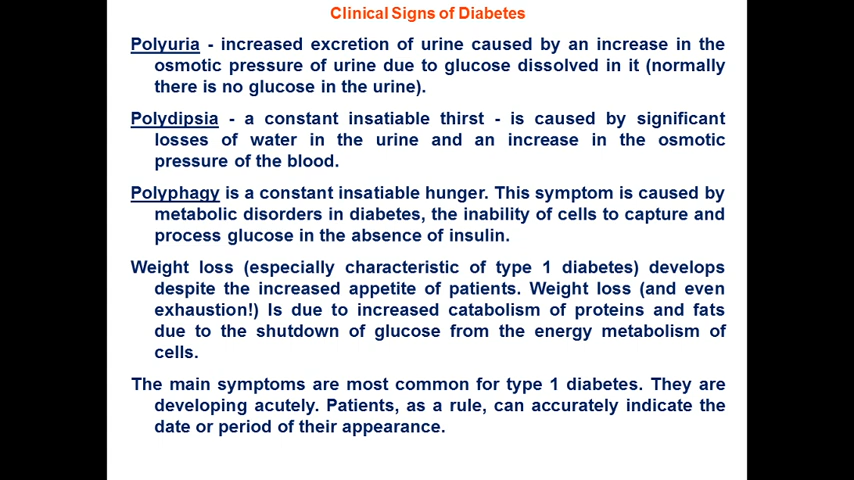 Clinical Signs of Diabetes
Polyuria - increased excretion of urine caused by an increase in the
osmotic pressure of urine due to glucose dissolved in it (normally
there is no glucose in the urine).
Polydipsia - a constant insatiable thirst - is caused by significant
losses of water in the urine and an increase in the osmotic
pressure of the blood.
Polyphagy is a constant insatiable hunger. This symptom is caused by
metabolic disorders in diabetes, the inability of cells to capture and
process glucose in the absence of insulin.
Weight loss (especially characteristic of type 1 diabetes) develops
despite the increased appetite of patients. Weight loss (and even
exhaustion!) Is due to increased catabolism of proteins and fats
due to the shutdown of glucose from the energy metabolism of
cells.
The main symptoms are most common for type 1 diabetes. They are
developing acutely. Patients, as a rule, can accurately indicate the
date or period of their appearance.